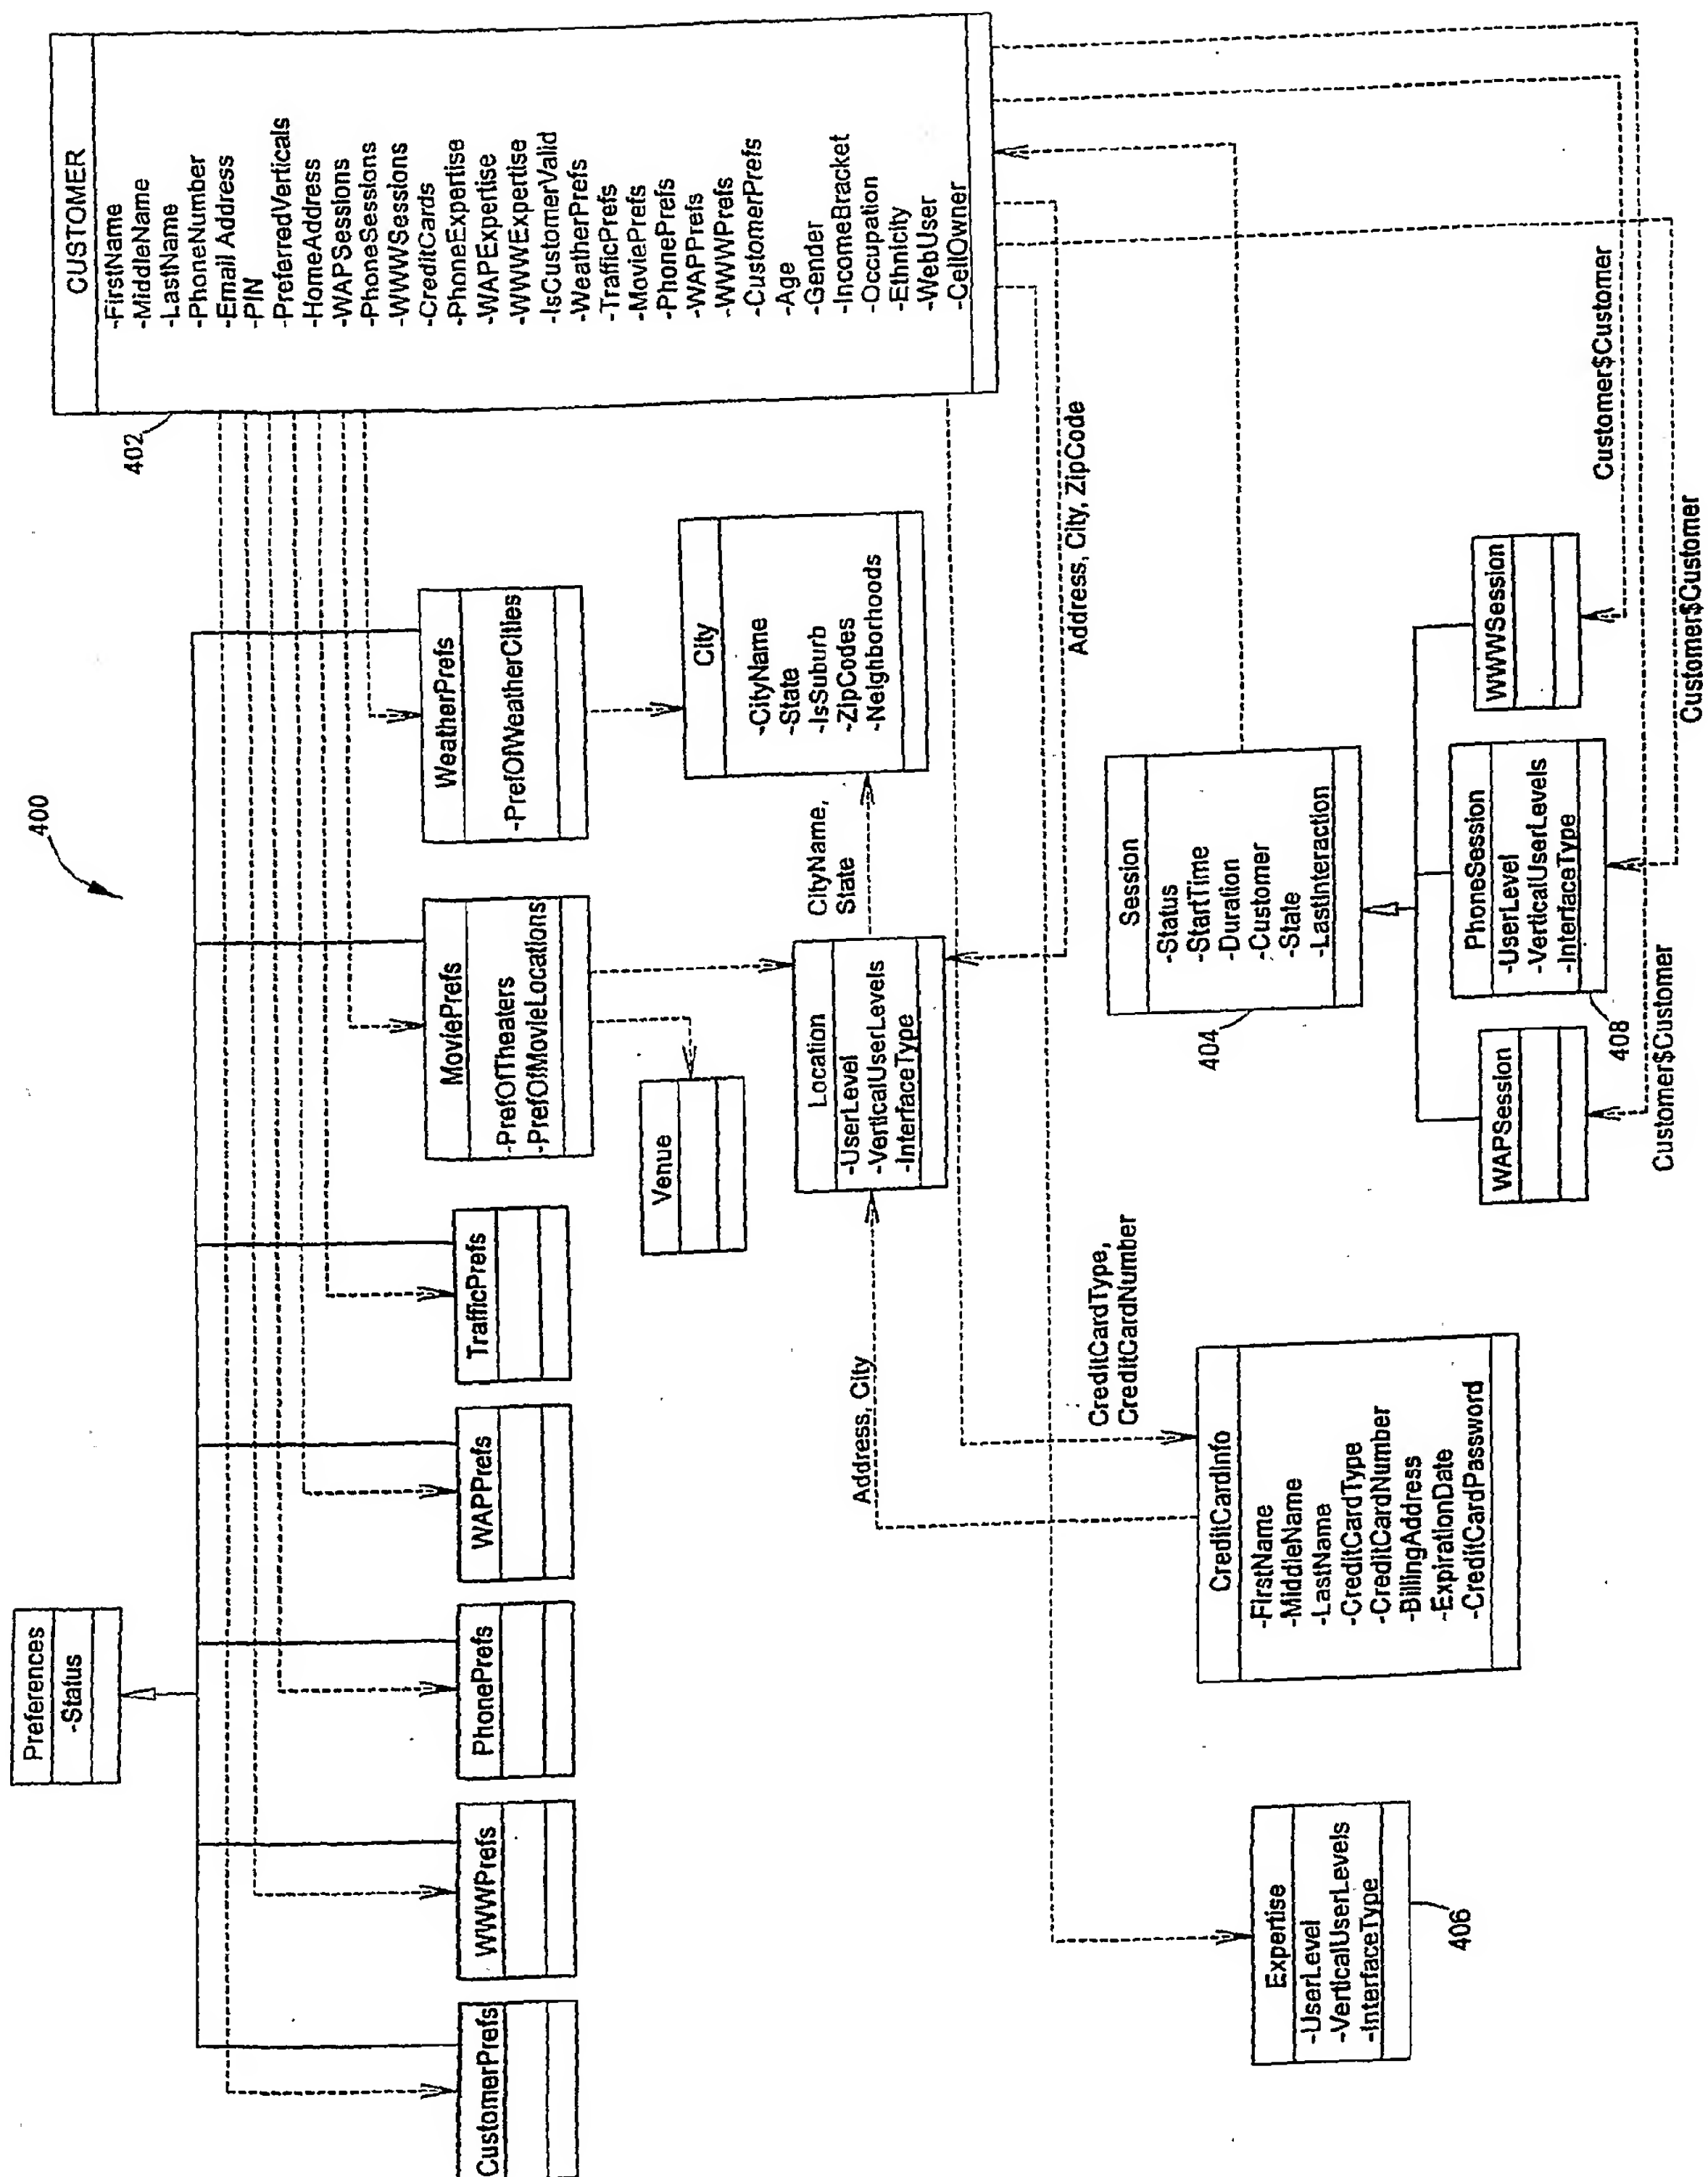 400
Preferences
-Status
CustomerPrefs
WWWPrefs
PhonePrefs
WAPPrefs
TrafficPrefs
MoviePrefs
-PrefOfTheaters
-PrefOfMovieLocations
WeatherPrefs
-PrefOfWeatherCities
CUSTOMER
-FirstName
-MiddleName
-LastName
-PhoneNumber
-Email Address
-PIN
-PreferredVerticals
-HomeAddress
-WAPSessions
-PhoneSessions
-WWWSessions
-CreditCards
-PhoneExpertise
-WAPExpertise
-WWWExpertise
-IsCustomerValid
-WeatherPrefs
-TrafficPrefs
-MoviePrefs
-PhonePrefs
-WAPPrefs
-WWWPrefs
-CustomerPrefs
-Age
-Gender
-IncomeBracket
-Occupation
-Ethnicity
-WebUser
-CellOwner
402
Venue
City
-CityName
-State
-IsSuburb
-ZipCodes
-Neighborhoods
CityName,
State
Location
-UserLevel
-VerticalUserLevels
-InterfaceType
Address, City
Address, City, ZipCode
CreditCardType,
CreditCardNumber
Expertise
-UserLevel
-VerticalUserLevels
-InterfaceType
406
CreditCardInfo
-FirstName
-MiddleName
-LastName
-CreditCardType
-CreditCardNumber
-BillingAddress
-ExpirationDate
-CreditCardPassword
Session
-Status
-StartTime
-Duration
-Customer
-State
-LastInteraction
404
WAPSession
PhoneSession
-UserLevel
-VerticalUserLevels
-InterfaceType
408
WWWSession
Customer$Customer
Customer$Customer
Customer$Customer